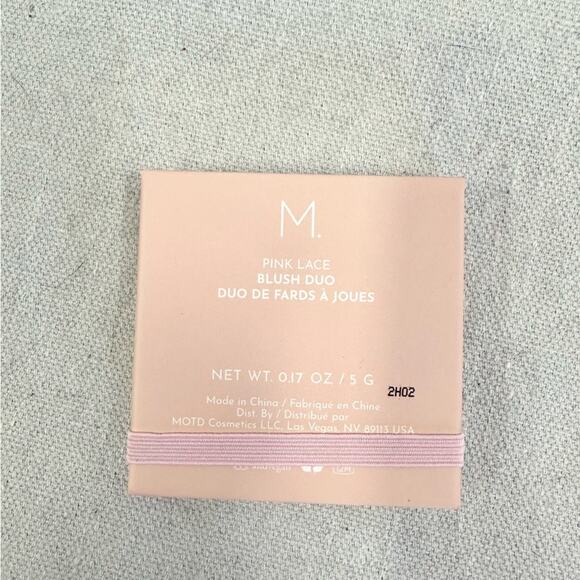 M.
PINK LACE
BLUSH DUO
DUO DE FARDS À JOUES
NET WT. 0.17 OZ / 5 G
2H02
Made in China / Fabriqué en Chine
Dist. By / Distribué par
MOTD Cosmetics LLC, Las Vegas, NV 89113 USA
12M